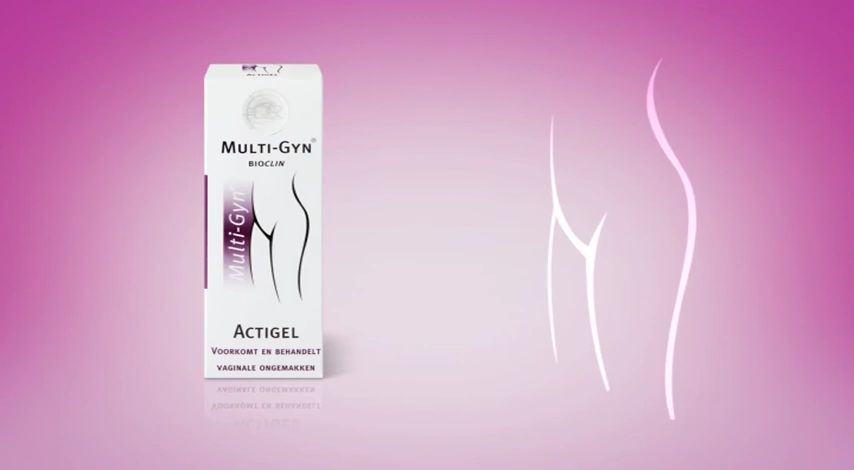 MULTI-GYN®
BIOCLIN
Multi-Gyn
ACTIGEL
VOORKOMT EN BEHANDELT
VAGINALE ONGEMAKKEN